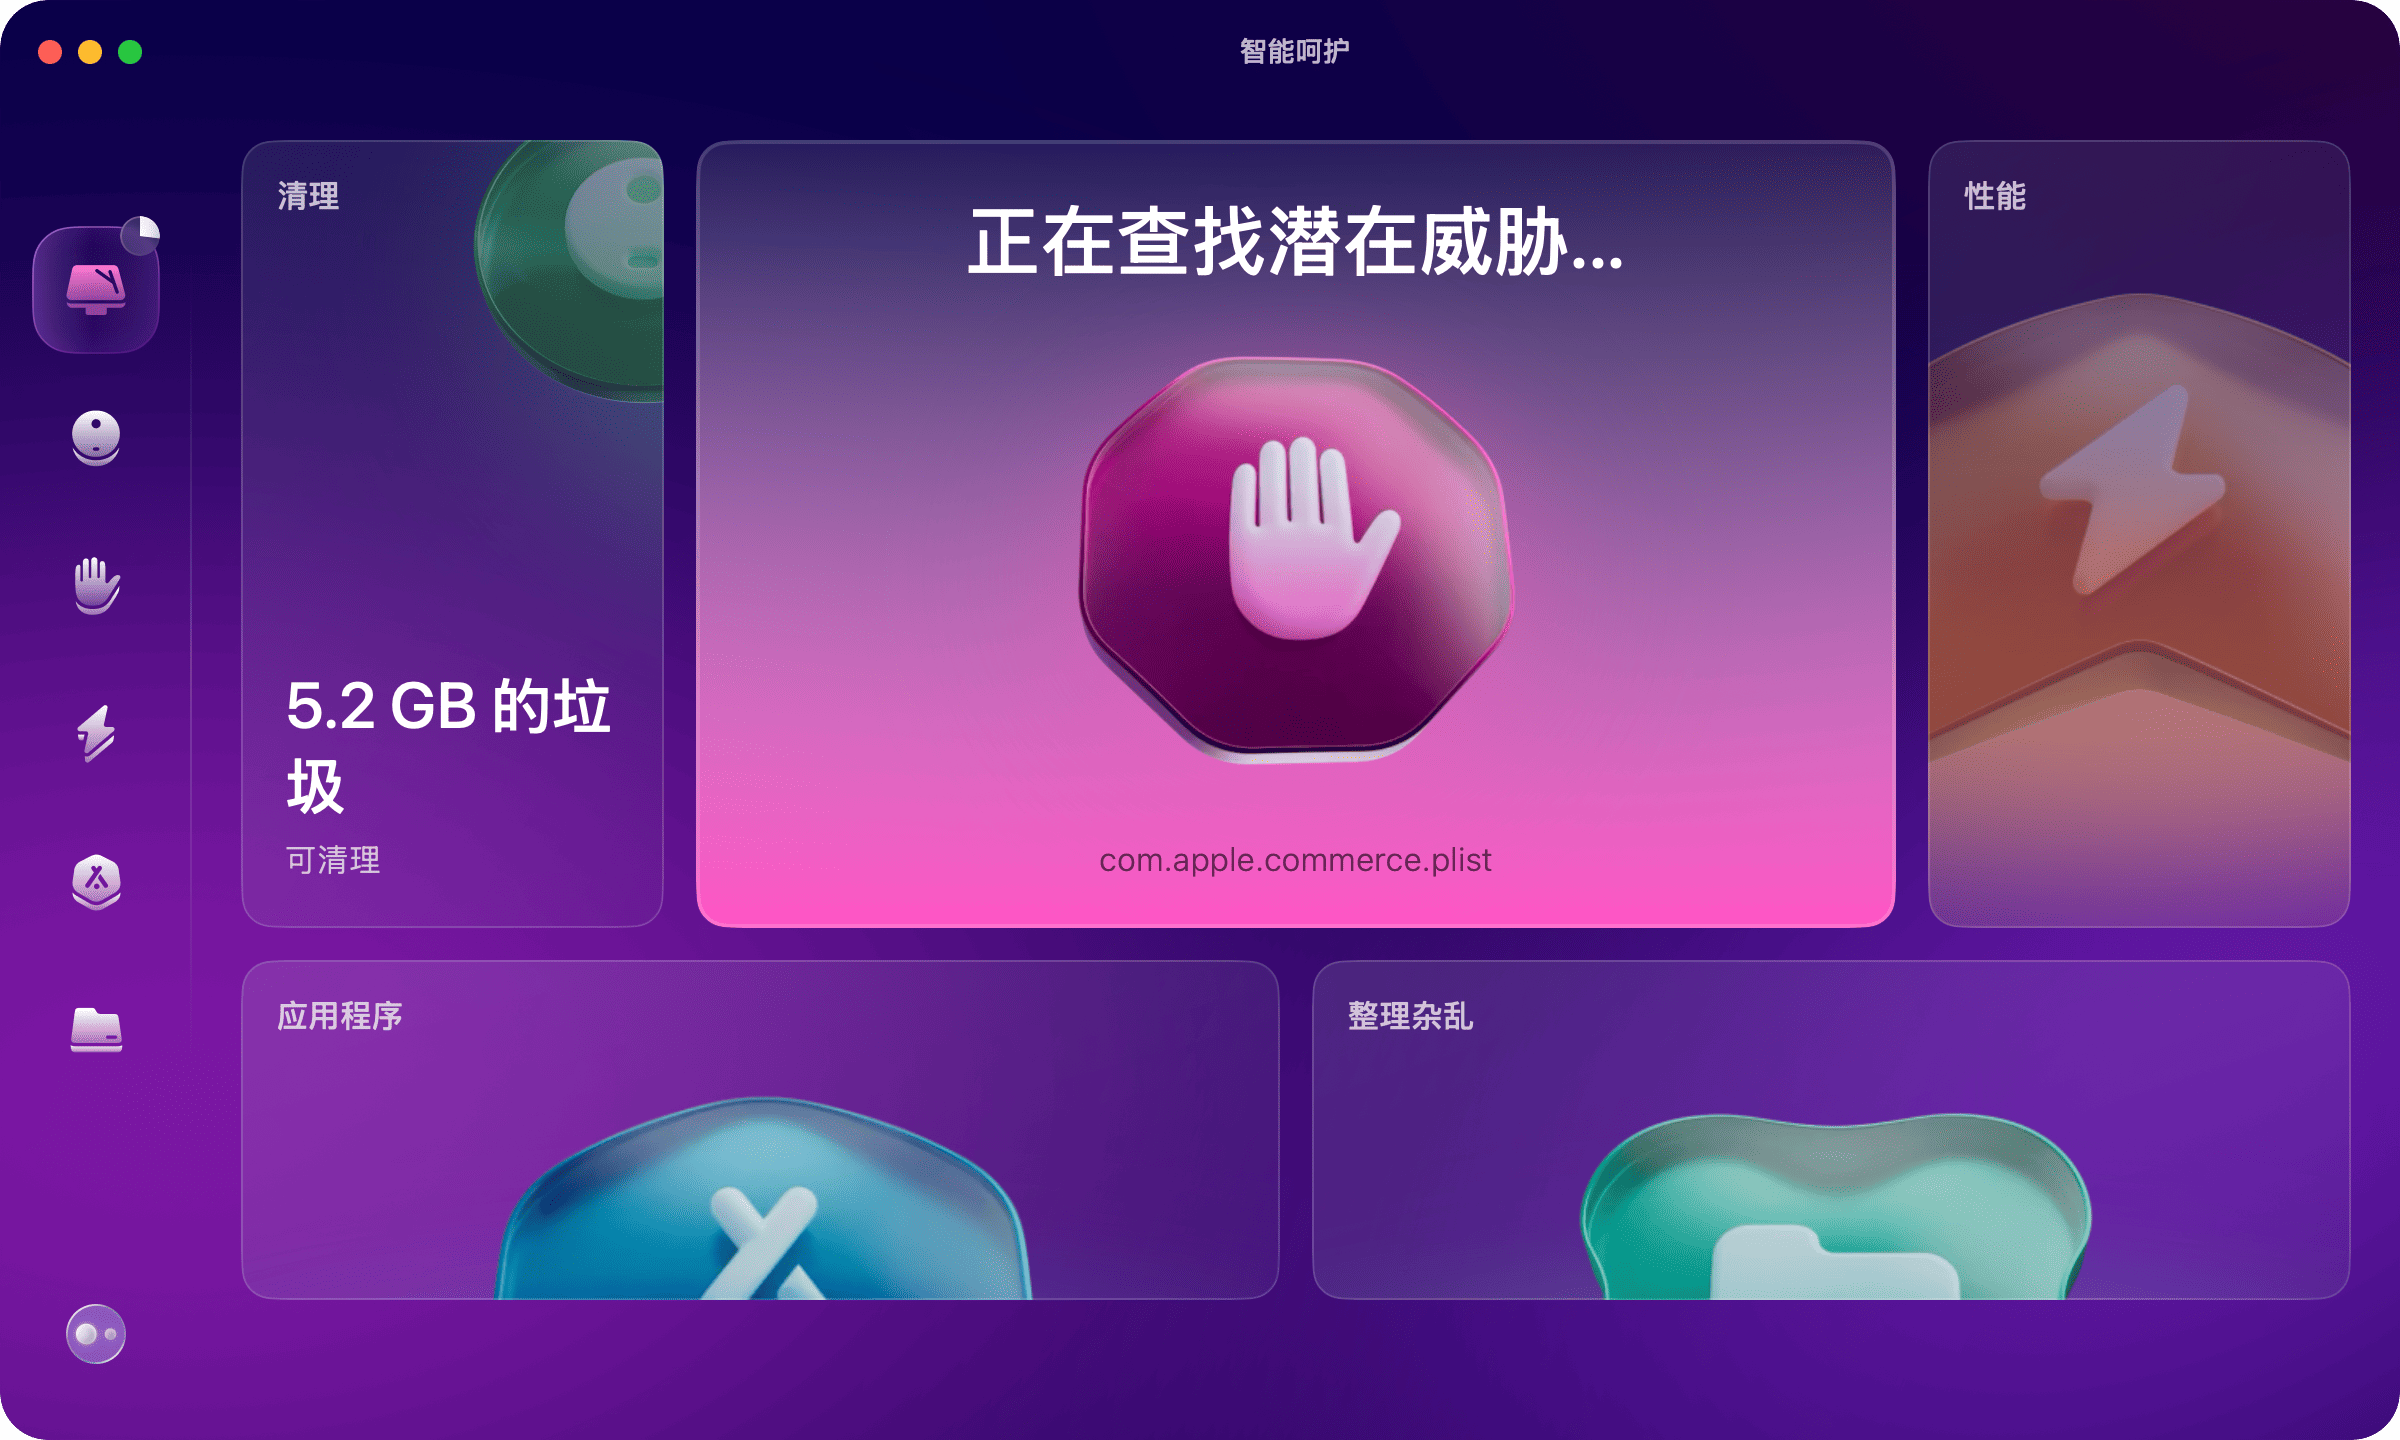 智能呵护
清理
5.2 GB 的垃
圾
可清理
正在查找潜在威胁...
com.apple.commerce.plist
性能
应用程序
整理杂乱